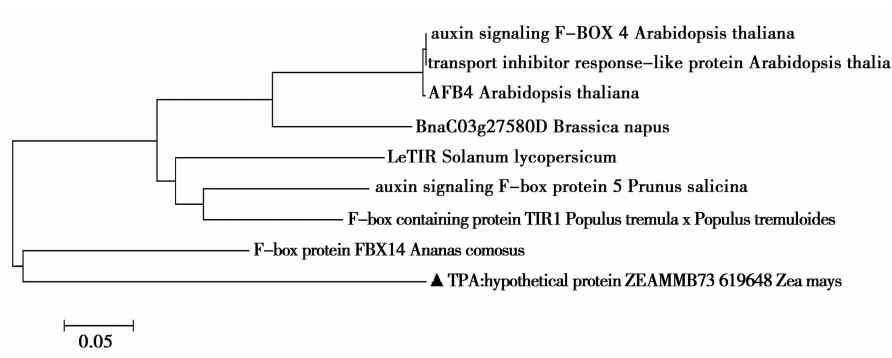 auxin signaling F-BOX 4 Arabidopsis thaliana
transport inhibitor response-like protein Arabidopsis thalia
AFB4 Arabidopsis thaliana
BnaC03g27580D Brassica napus
LeTIR Solanum lycopersicum
auxin signaling F-box protein 5 Prunus salicina
F-box containing protein TIR1 Populus tremula x Populus tremuloides
F-box protein FBX14 Ananas comosus
▲ TPA:hypothetical protein ZEAMMB73 619648 Zea mays
0.05